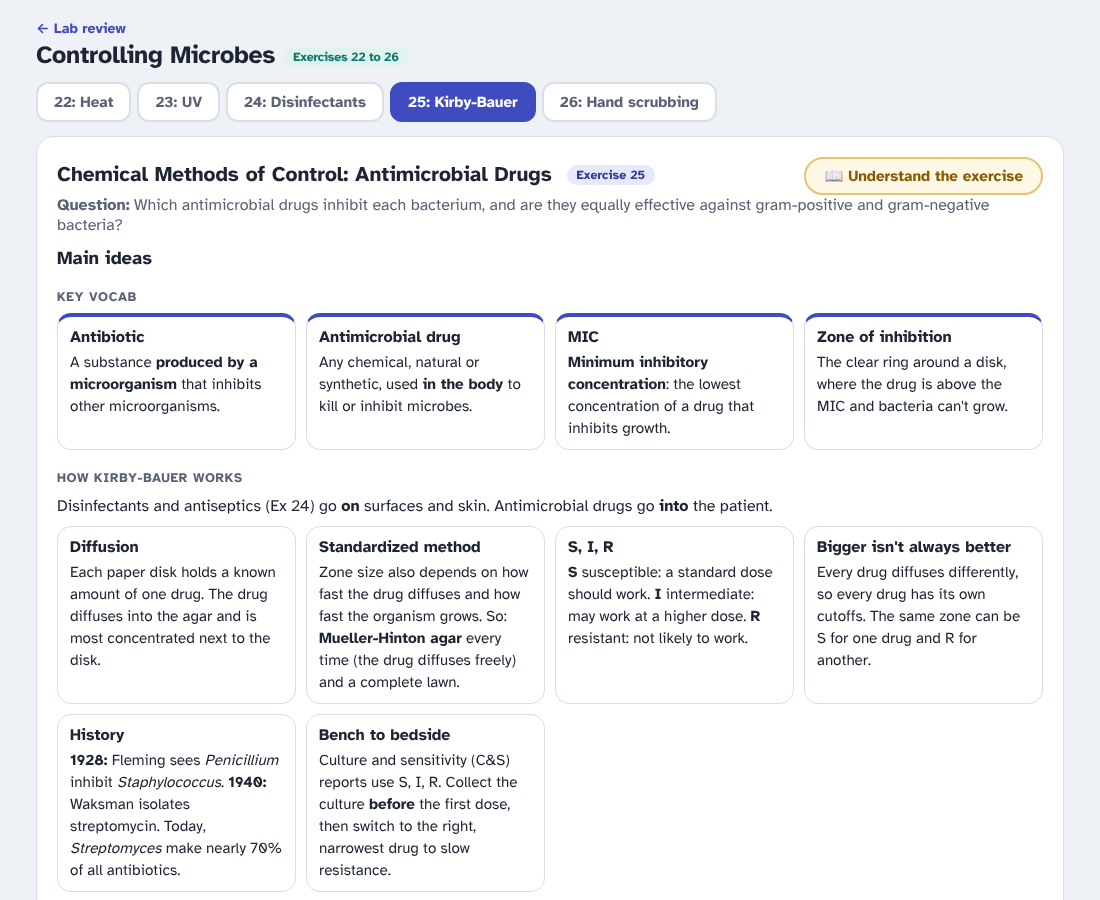 ← Lab review
Controlling Microbes Exercises 22 to 26
22: Heat 23: UV 24: Disinfectants 25: Kirby-Bauer 26: Hand scrubbing
Chemical Methods of Control: Antimicrobial Drugs Exercise 25
📖 Understand the exercise
Question: Which antimicrobial drugs inhibit each bacterium, and are they equally effective against gram-positive and gram-negative
bacteria?
Main ideas
KEY VOCAB
Antibiotic
A substance produced by a
microorganism that inhibits
other microorganisms.
Antimicrobial drug
Any chemical, natural or
synthetic, used in the body to
kill or inhibit microbes.
MIC
Minimum inhibitory
concentration: the lowest
concentration of a drug that
inhibits growth.
Zone of inhibition
The clear ring around a disk,
where the drug is above the
MIC and bacteria can't grow.
HOW KIRBY-BAUER WORKS
Disinfectants and antiseptics (Ex 24) go on surfaces and skin. Antimicrobial drugs go into the patient.
Diffusion
Each paper disk holds a known
amount of one drug. The drug
diffuses into the agar and is
most concentrated next to the
disk.
Standardized method
Zone size also depends on how
fast the drug diffuses and how
fast the organism grows. So:
Mueller-Hinton agar every
time (the drug diffuses freely)
and a complete lawn.
S, I, R
S susceptible: a standard dose
should work. I intermediate:
may work at a higher dose. R
resistant: not likely to work.
Bigger isn't always better
Every drug diffuses differently,
so every drug has its own
cutoffs. The same zone can be
S for one drug and R for
another.
History
1928: Fleming sees Penicillium
inhibit Staphylococcus. 1940:
Waksman isolates
streptomycin. Today,
Streptomyces make nearly 70%
of all antibiotics.
Bench to bedside
Culture and sensitivity (C&S)
reports use S, I, R. Collect the
culture before the first dose,
then switch to the right,
narrowest drug to slow
resistance.